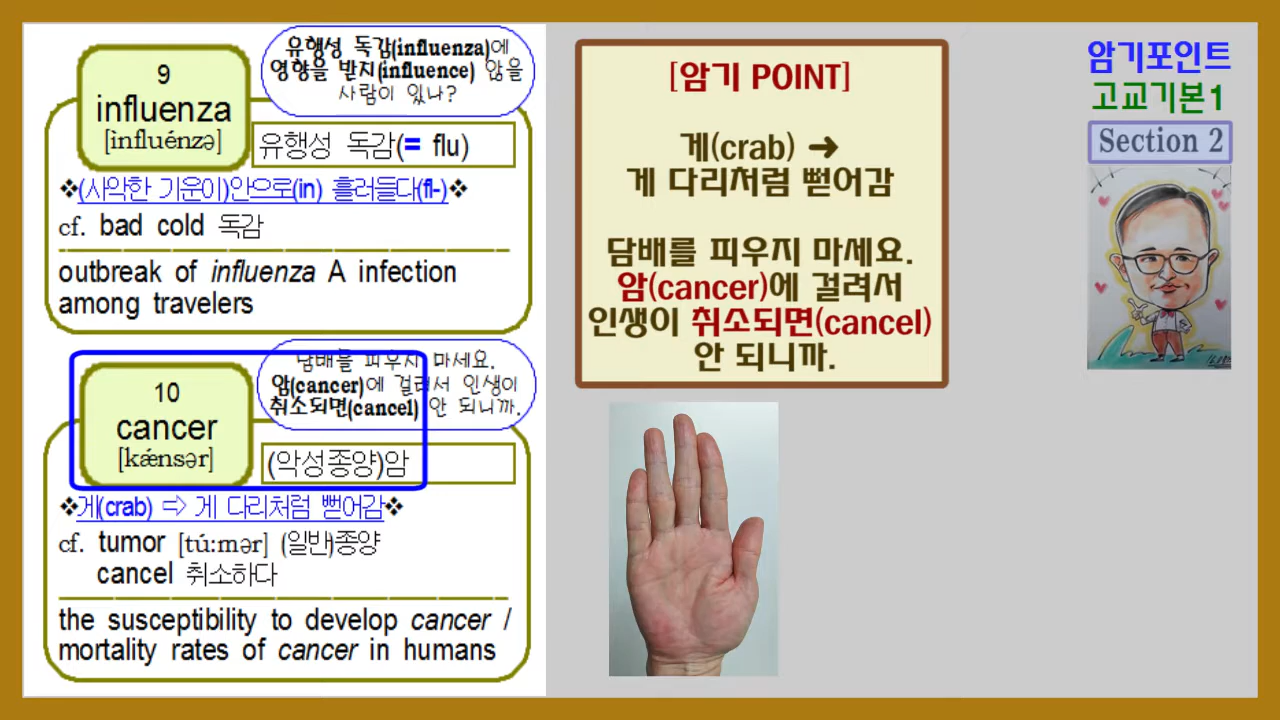 9
influenza
[influénzə]
유행성 독감(influenza)에
영향을 받지(influence) 않을
사람이 있나?
유행성 독감(= flu)
❖(사악한 기운이)안으로(in) 흘러들다(fl-)❖
cf. bad cold 독감
outbreak of influenza A infection
among travelers
10
cancer
[kǽnsər]
담배를 피우지 마세요.
암(cancer)에 걸려서 인생이
취소되면(cancel) 안 되니까.
(악성종양)암
❖게(crab) ⇨ 게 다리처럼 뻗어감❖
cf. tumor [túːmər] (일반)종양
cancel 취소하다
the susceptibility to develop cancer /
mortality rates of cancer in humans
[암기 POINT]
게(crab) ➜
게 다리처럼 뻗어감
담배를 피우지 마세요.
암(cancer)에 걸려서
인생이 취소되면(cancel)
안 되니까.
암기포인트
고교기본1
Section 2